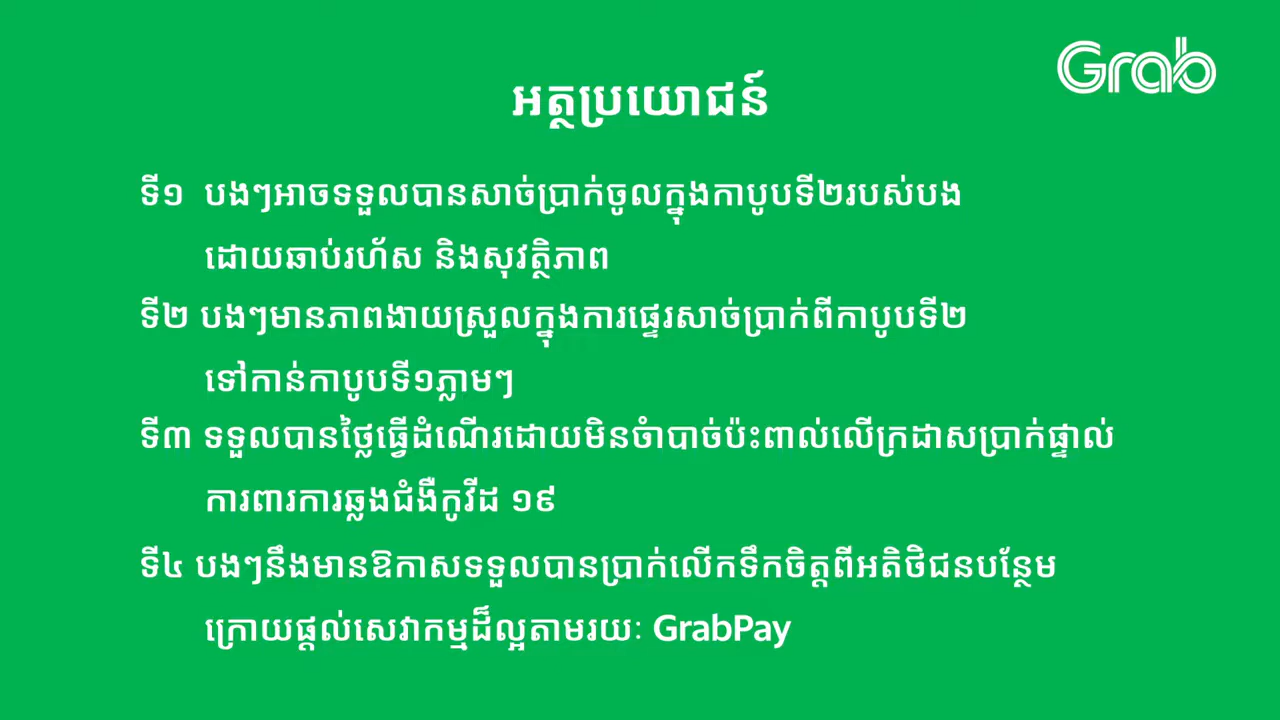 Grab
អត្ថប្រយោជន៍
ទី១ បងៗអាចទទួលបានសាច់ប្រាក់ចូលក្នុងកាបូបទី២របស់បង
ដោយឆាប់រហ័ស និងសុវត្ថិភាព
ទី២ បងៗមានភាពងាយស្រួលក្នុងការផ្ទេរសាច់ប្រាក់ពីកាបូបទី២
ទៅកាន់កាបូបទី១ភ្លាមៗ
ទី៣ ទទួលបានថ្លៃធ្វើដំណើរដោយមិនចំាបាច់ប៉ះពាល់លើក្រដាសប្រាក់ផ្ទាល់
ការពារការឆ្លងជំងឺកូវីដ ១៩
ទី៤ បងៗនឹងមានឱកាសទទួលបានប្រាក់លើកទឹកចិត្តពីអតិថិជនបន្ថែម
ក្រោយផ្តល់សេវាកម្មដ៏ល្អតាមរយៈ GrabPay